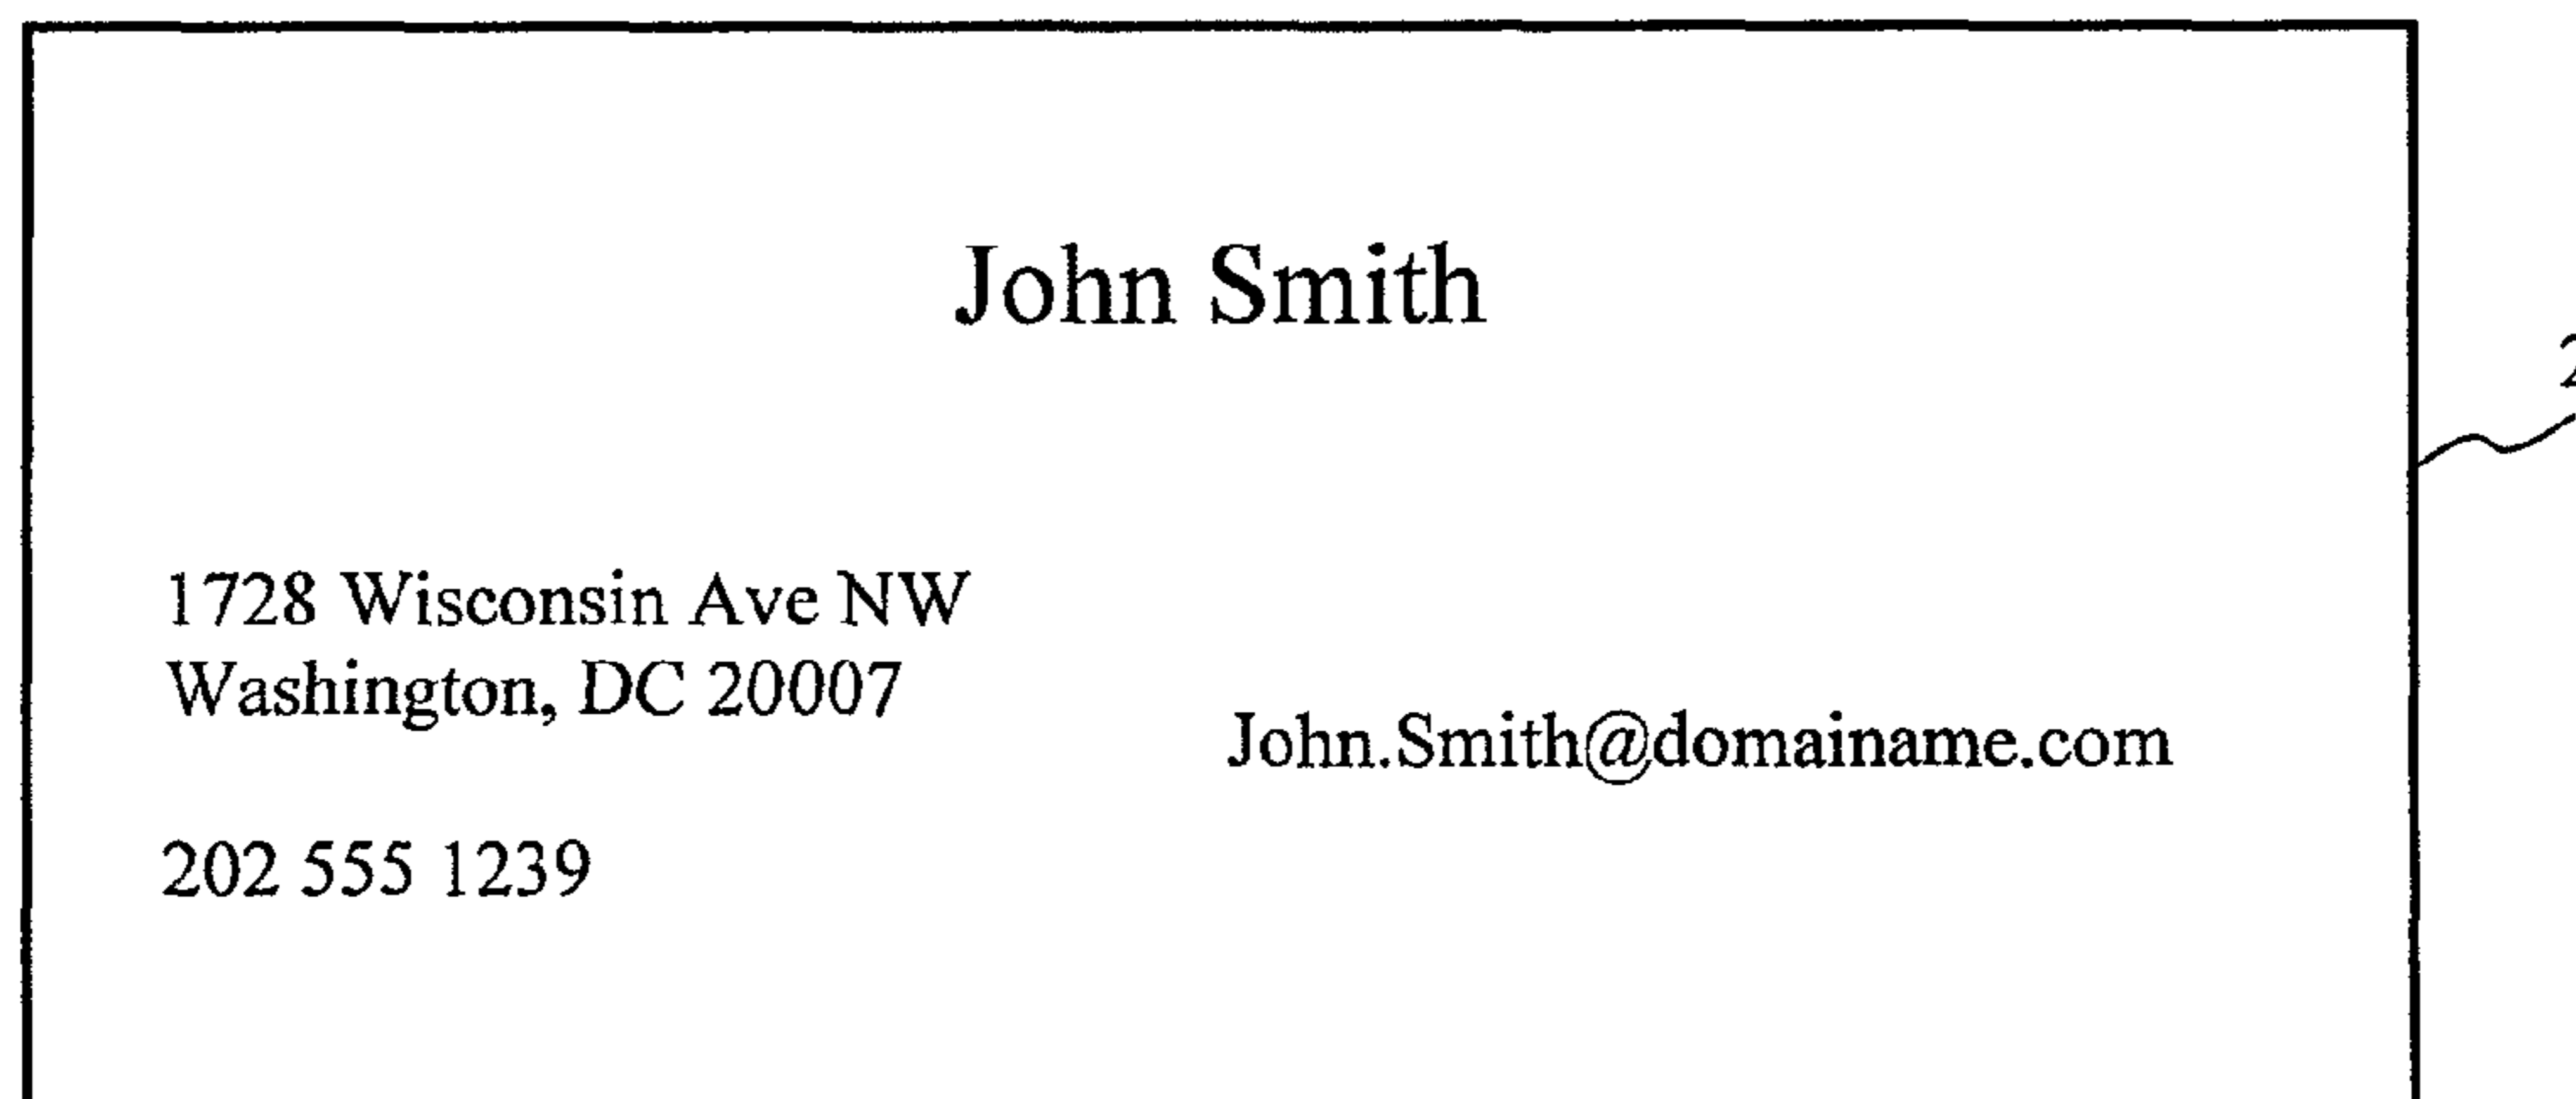 John Smith
1728 Wisconsin Ave NW
Washington, DC 20007
John.Smith@domainame.com
202 555 1239